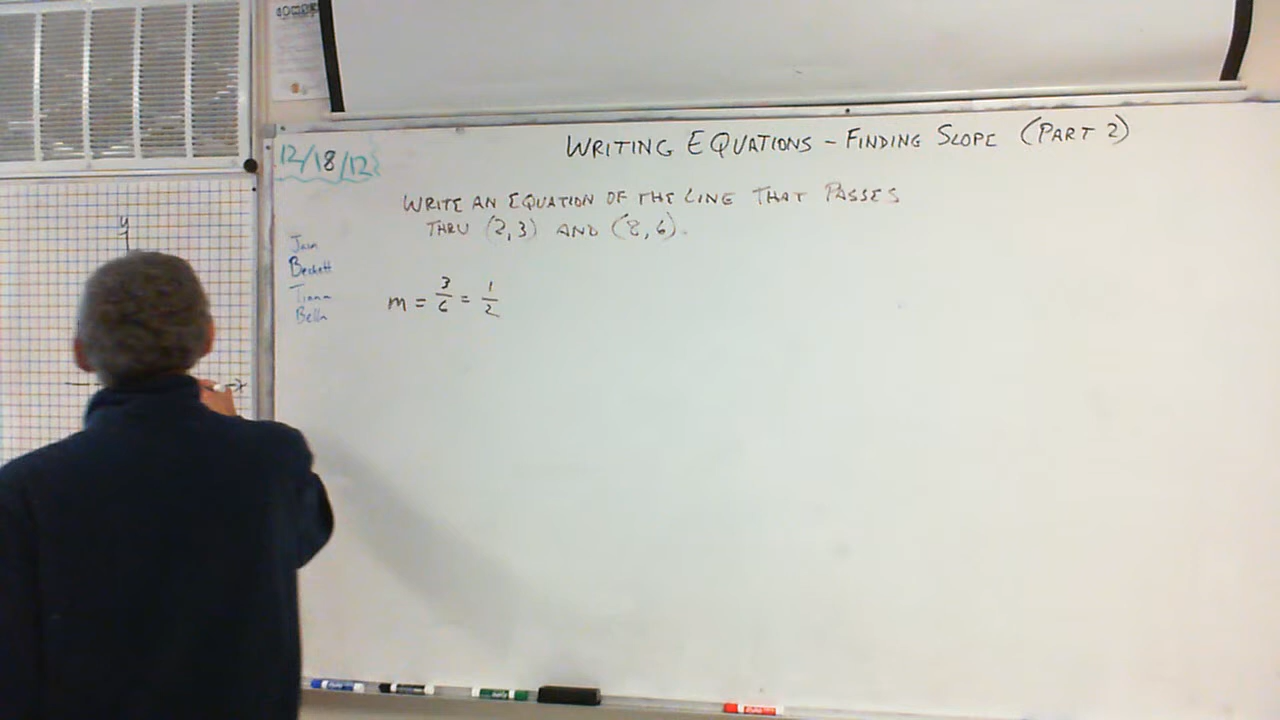 WRITING EQUATIONS - FINDING SLOPE (PART 2)
12/18/12
WRITE AN EQUATION OF THE LINE THAT PASSES
THRU (2,3) AND (8,6).
Beckett
Tiana
Bella
m = 3/6 = 1/2
y
x